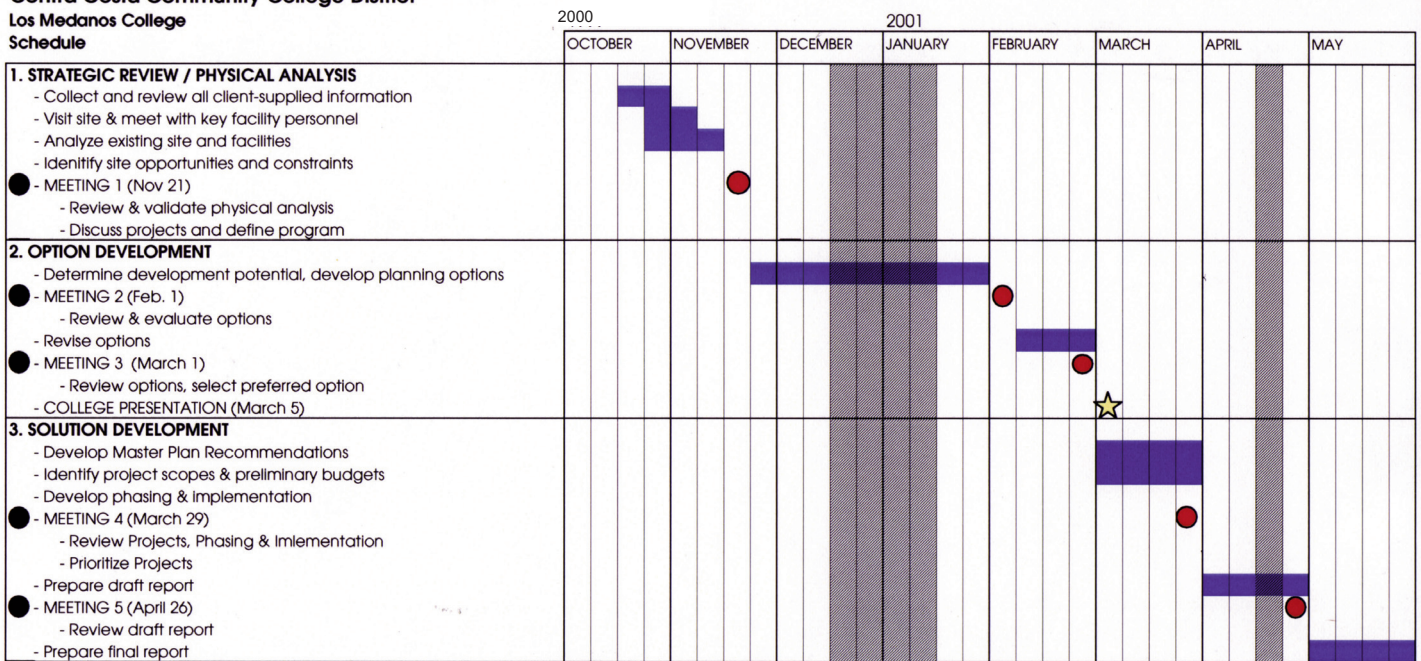 Contra Costa Community College District
Los Medanos College
Schedule
2000
2001
OCTOBER NOVEMBER DECEMBER JANUARY FEBRUARY MARCH APRIL MAY
1. STRATEGIC REVIEW / PHYSICAL ANALYSIS
- Collect and review all client-supplied information
- Visit site & meet with key facility personnel
- Analyze existing site and facilities
- Idenitify site opportunities and constraints
- MEETING 1 (Nov 21)
- Review & validate physical analysis
- Discuss projects and define program
2. OPTION DEVELOPMENT
- Determine development potential, develop planning options
- MEETING 2 (Feb. 1)
- Review & evaluate options
- Revise options
- MEETING 3 (March 1)
- Review options, select preferred option
- COLLEGE PRESENTATION (March 5)
3. SOLUTION DEVELOPMENT
- Develop Master Plan Recommendations
- Identify project scopes & preliminary budgets
- Develop phasing & implementation
- MEETING 4 (March 29)
- Review Projects, Phasing & Imlementation
- Prioritize Projects
- Prepare draft report
- MEETING 5 (April 26)
- Review draft report
- Prepare final report